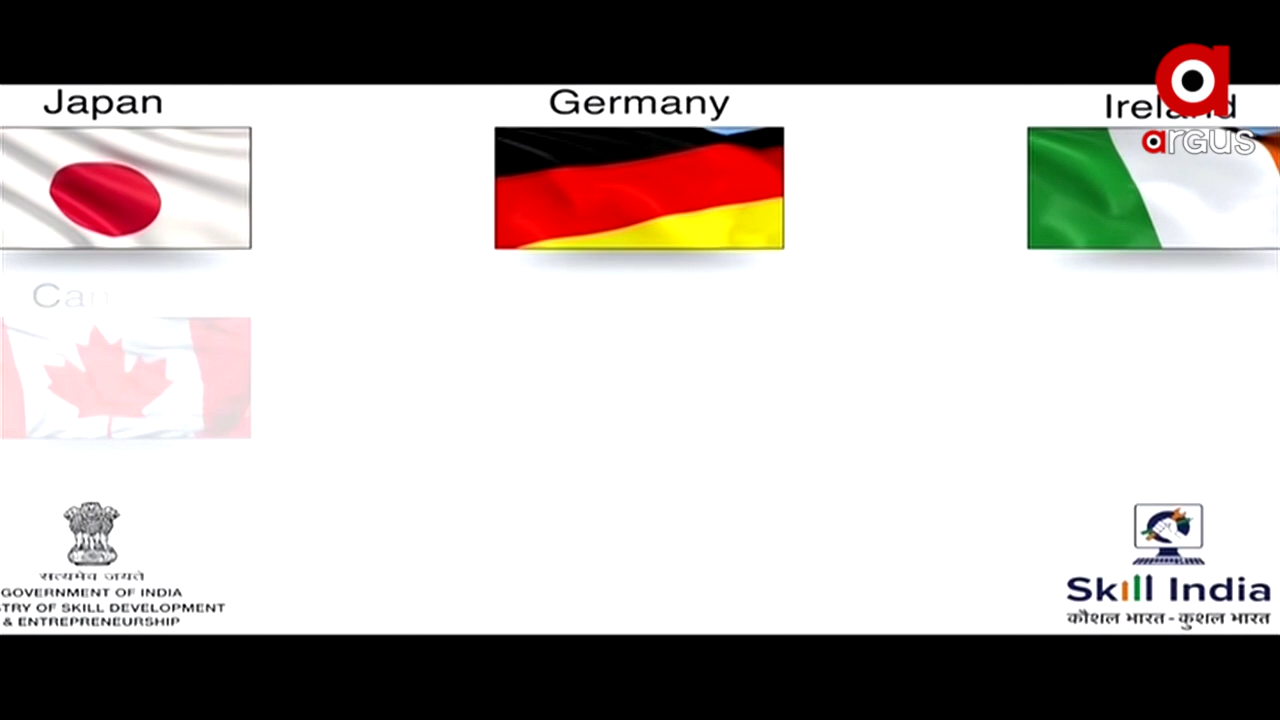 Japan
Germany
Ireland
argus
सत्यमेव जयते
GOVERNMENT OF INDIA
STRY OF SKILL DEVELOPMENT
& ENTREPRENEURSHIP
Skill India
कौशल भारत - कुशल भारत